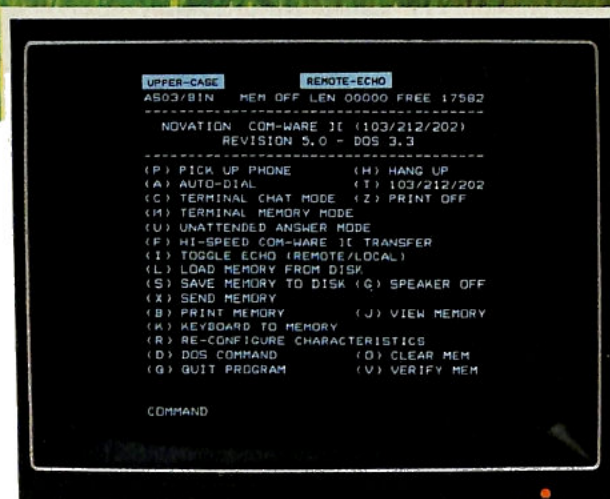 UPPER-CASE REMOTE-ECHO
A503/BIN MEM OFF LEN 00000 FREE 17582
NOVATION COM-WARE ][ (103/212/202)
REVISION 5.0 - DOS 3.3
(P) PICK UP PHONE (H) HANG UP
(A) AUTO-DIAL (T) 103/212/202
(C) TERMINAL CHAT MODE (Z) PRINT OFF
(M) TERMINAL MEMORY MODE
(U) UNATTENDED ANSWER MODE
(F) HI-SPEED COM-WARE ][ TRANSFER
(I) TOGGLE ECHO (REMOTE/LOCAL)
(L) LOAD MEMORY FROM DISK
(S) SAVE MEMORY TO DISK (G) SPEAKER OFF
(X) SEND MEMORY
(B) PRINT MEMORY (J) VIEW MEMORY
(K) KEYBOARD TO MEMORY
(R) RE-CONFIGURE CHARACTERISTICS
(D) DOS COMMAND (O) CLEAR MEM
(Q) QUIT PROGRAM (V) VERIFY MEM
COMMAND